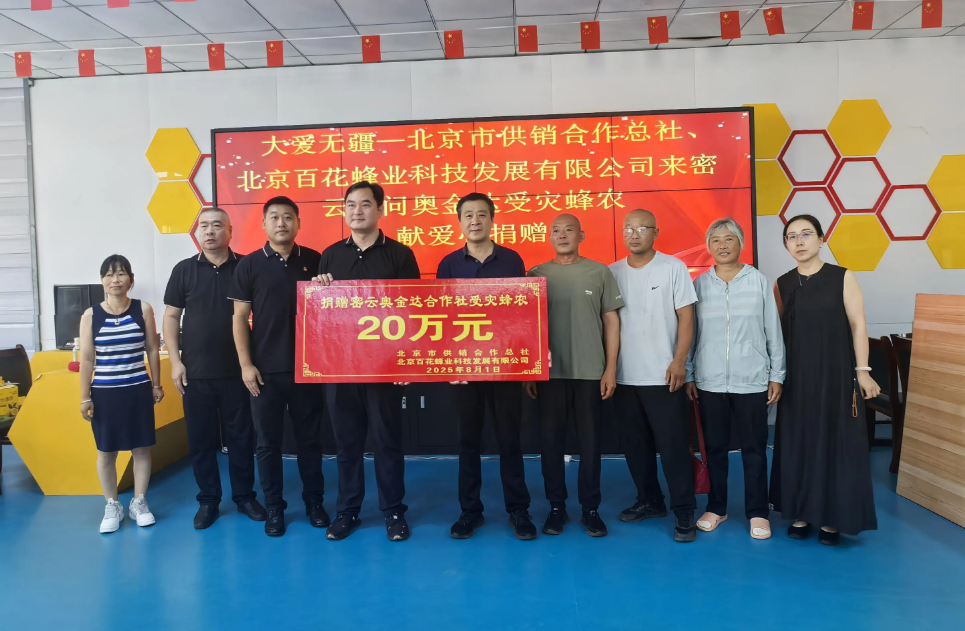 大爱无疆—北京市供销合作总社、
北京百花蜂业科技发展有限公司来密
云 问奥金达受灾蜂农
献爱心捐赠
捐赠密云奥金达合作社受灾蜂农
20万元
北京市供销合作总社
北京百花蜂业科技发展有限公司
2025年8月1日